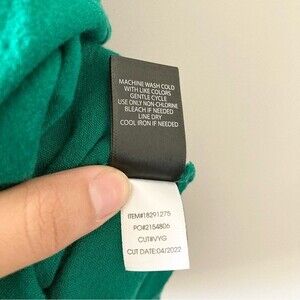 MACHINE WASH COLD
WITH LIKE COLORS
GENTLE CYCLE
USE ONLY NON-CHLORINE
BLEACH IF NEEDED
LINE DRY
COOL IRON IF NEEDED
ITEM#18291275
PO#2154806
CUT#VYG
CUT DATE:04/2022